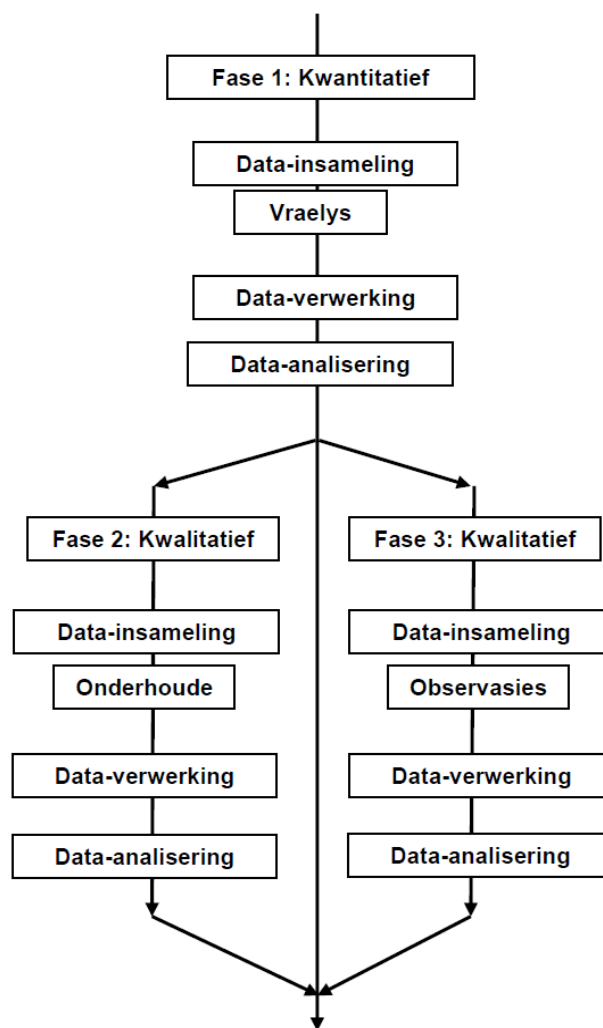 Fase 1: Kwantitatief
Data-insameling
Vraelys
Data-verwerking
Data-analisering
Fase 2: Kwalitatief
Data-insameling
Onderhoude
Data-verwerking
Data-analisering
Fase 3: Kwalitatief
Data-insameling
Observasies
Data-verwerking
Data-analisering